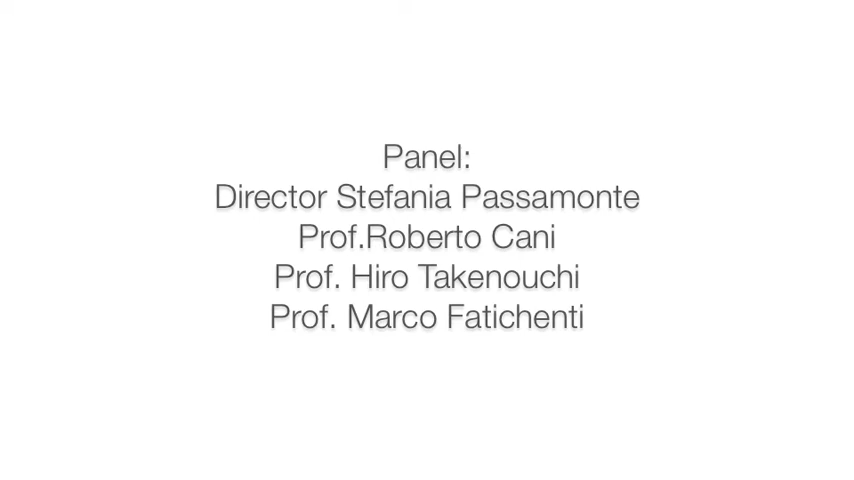 Panel:
Director Stefania Passamonte
Prof.Roberto Cani
Prof. Hiro Takenouchi
Prof. Marco Fatichenti